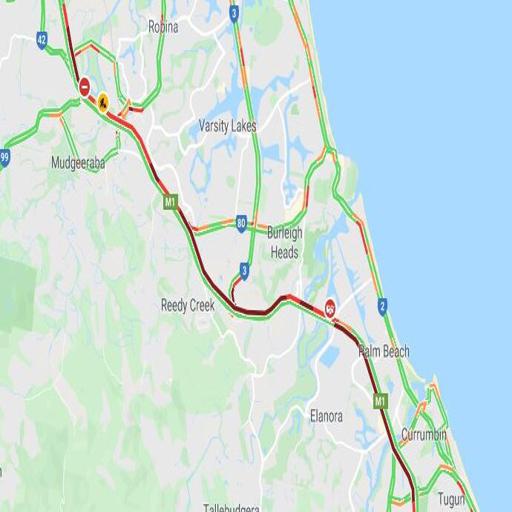 3
Robina
42
Varsity Lakes
99
Mudgeeraba
M1
80
Burleigh
Heads
3
Reedy Creek
2
Palm Beach
M1
Elanora
Currumbin
Tugun
Tallebudgera